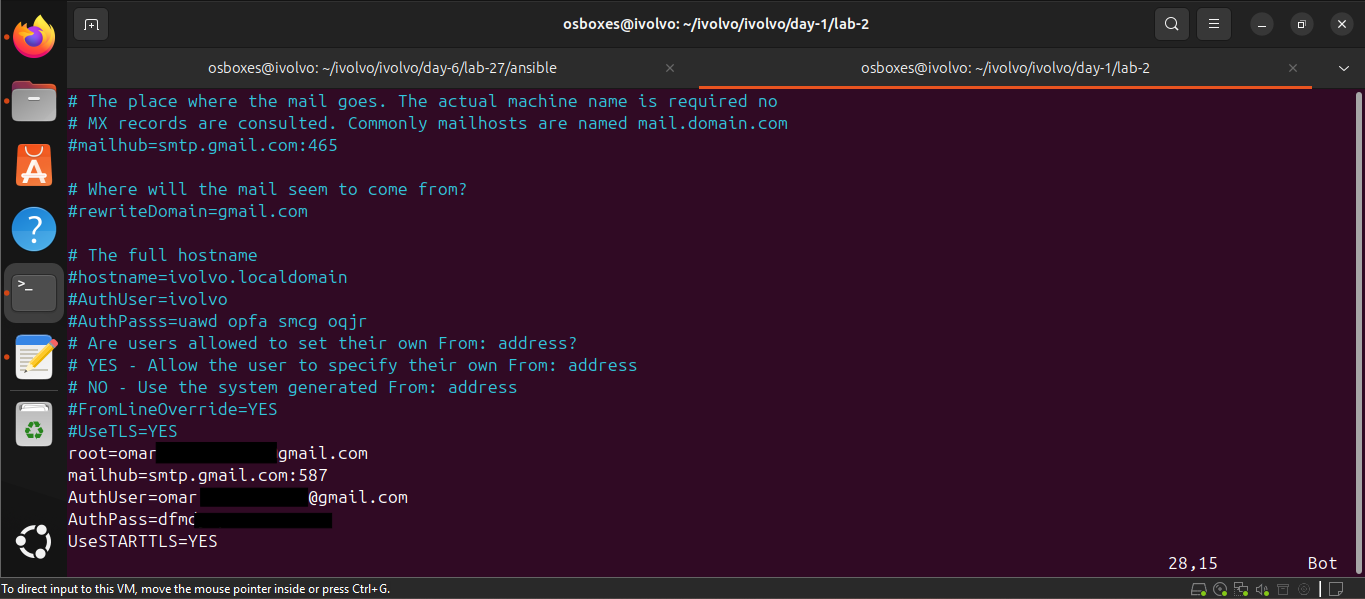 osboxes@ivolvo: ~/ivolvo/ivolvo/day-1/lab-2
osboxes@ivolvo: ~/ivolvo/ivolvo/day-6/lab-27/ansible
osboxes@ivolvo: ~/ivolvo/ivolvo/day-1/lab-2
# The place where the mail goes. The actual machine name is required no
# MX records are consulted. Commonly mailhosts are named mail.domain.com
#mailhub=smtp.gmail.com:465
# Where will the mail seem to come from?
#rewriteDomain=gmail.com
# The full hostname
#hostname=ivolvo.localdomain
#AuthUser=ivolvo
#AuthPasss=uawd opfa smcg oqjr
# Are users allowed to set their own From: address?
# YES - Allow the user to specify their own From: address
# NO - Use the system generated From: address
#FromLineOverride=YES
#UseTLS=YES
root=omar gmail.com
mailhub=smtp.gmail.com:587
AuthUser=omar @gmail.com
AuthPass=dfmc
UseSTARTTLS=YES
28,15 Bot
To direct input to this VM, move the mouse pointer inside or press Ctrl+G.